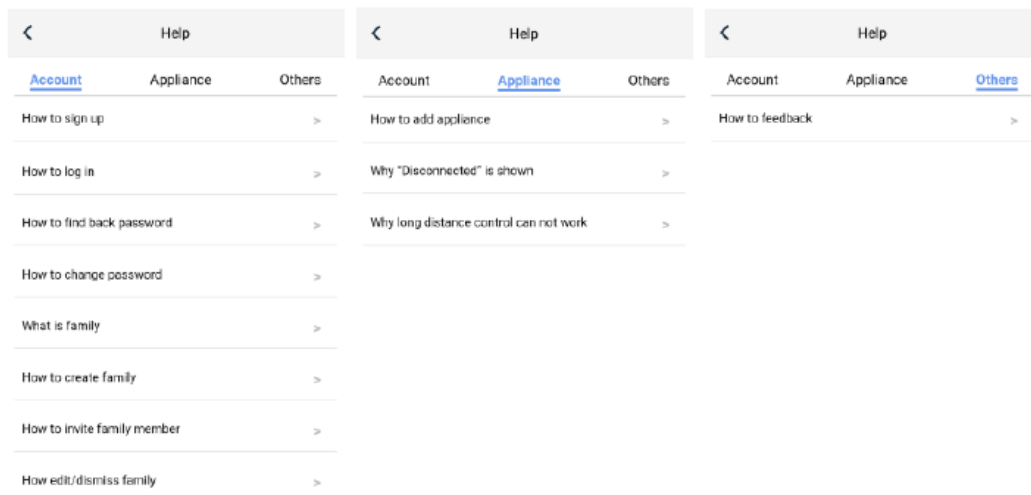 Help
Account Appliance Others
How to sign up >
How to log in >
How to find back password >
How to change password >
What is family >
How to create family >
How to invite family member >
How edit/dismiss family >
Help
Account Appliance Others
How to add appliance >
Why "Disconnected" is shown >
Why long distance control can not work >
Help
Account Appliance Others
How to feedback >